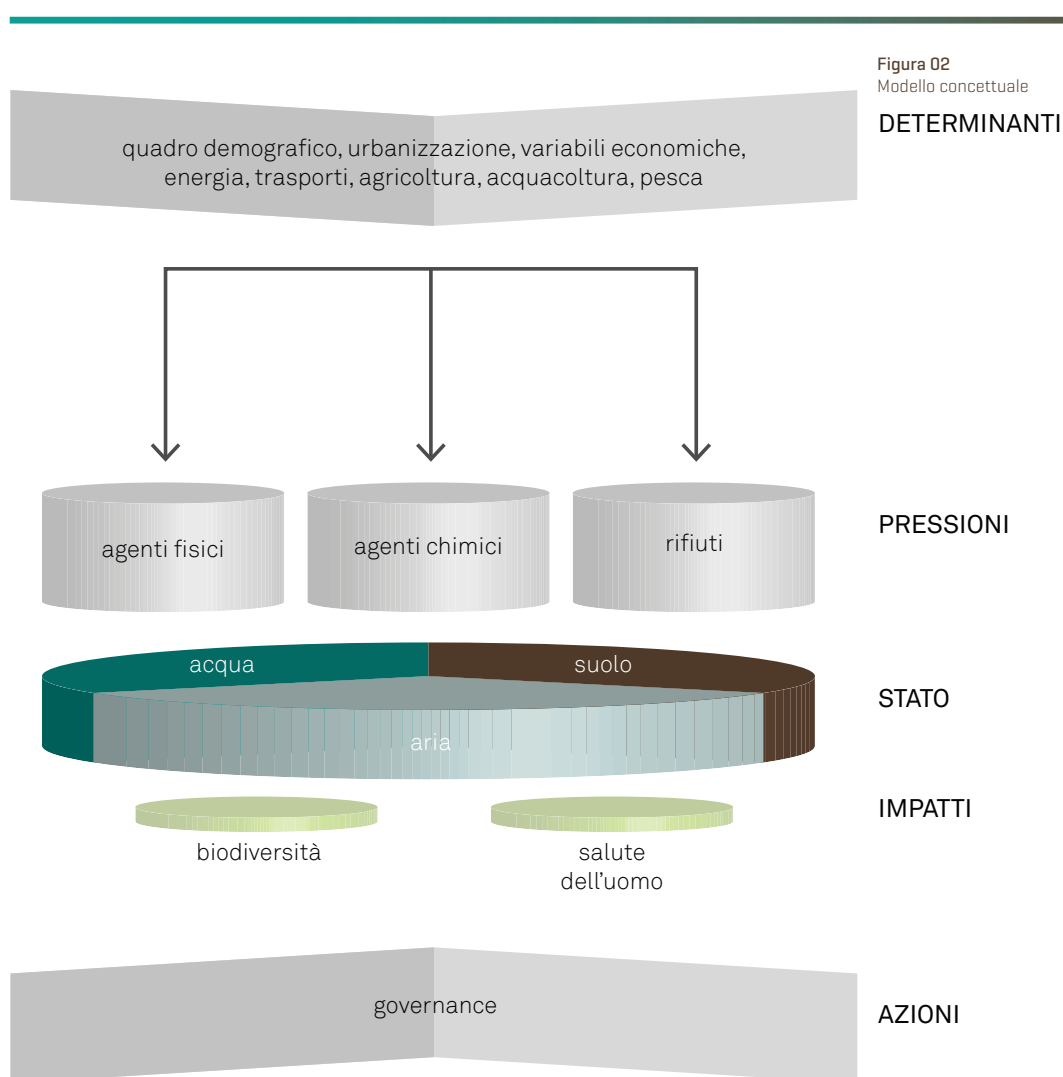 Figura 02
Modello concettuale
DETERMINANTI
quadro demografico, urbanizzazione, variabili economiche,
energia, trasporti, agricoltura, acquacoltura, pesca
agenti fisici
agenti chimici
rifiuti
PRESSIONI
acqua
suolo
aria
STATO
IMPATTI
biodiversità
salute
dell'uomo
governance
AZIONI